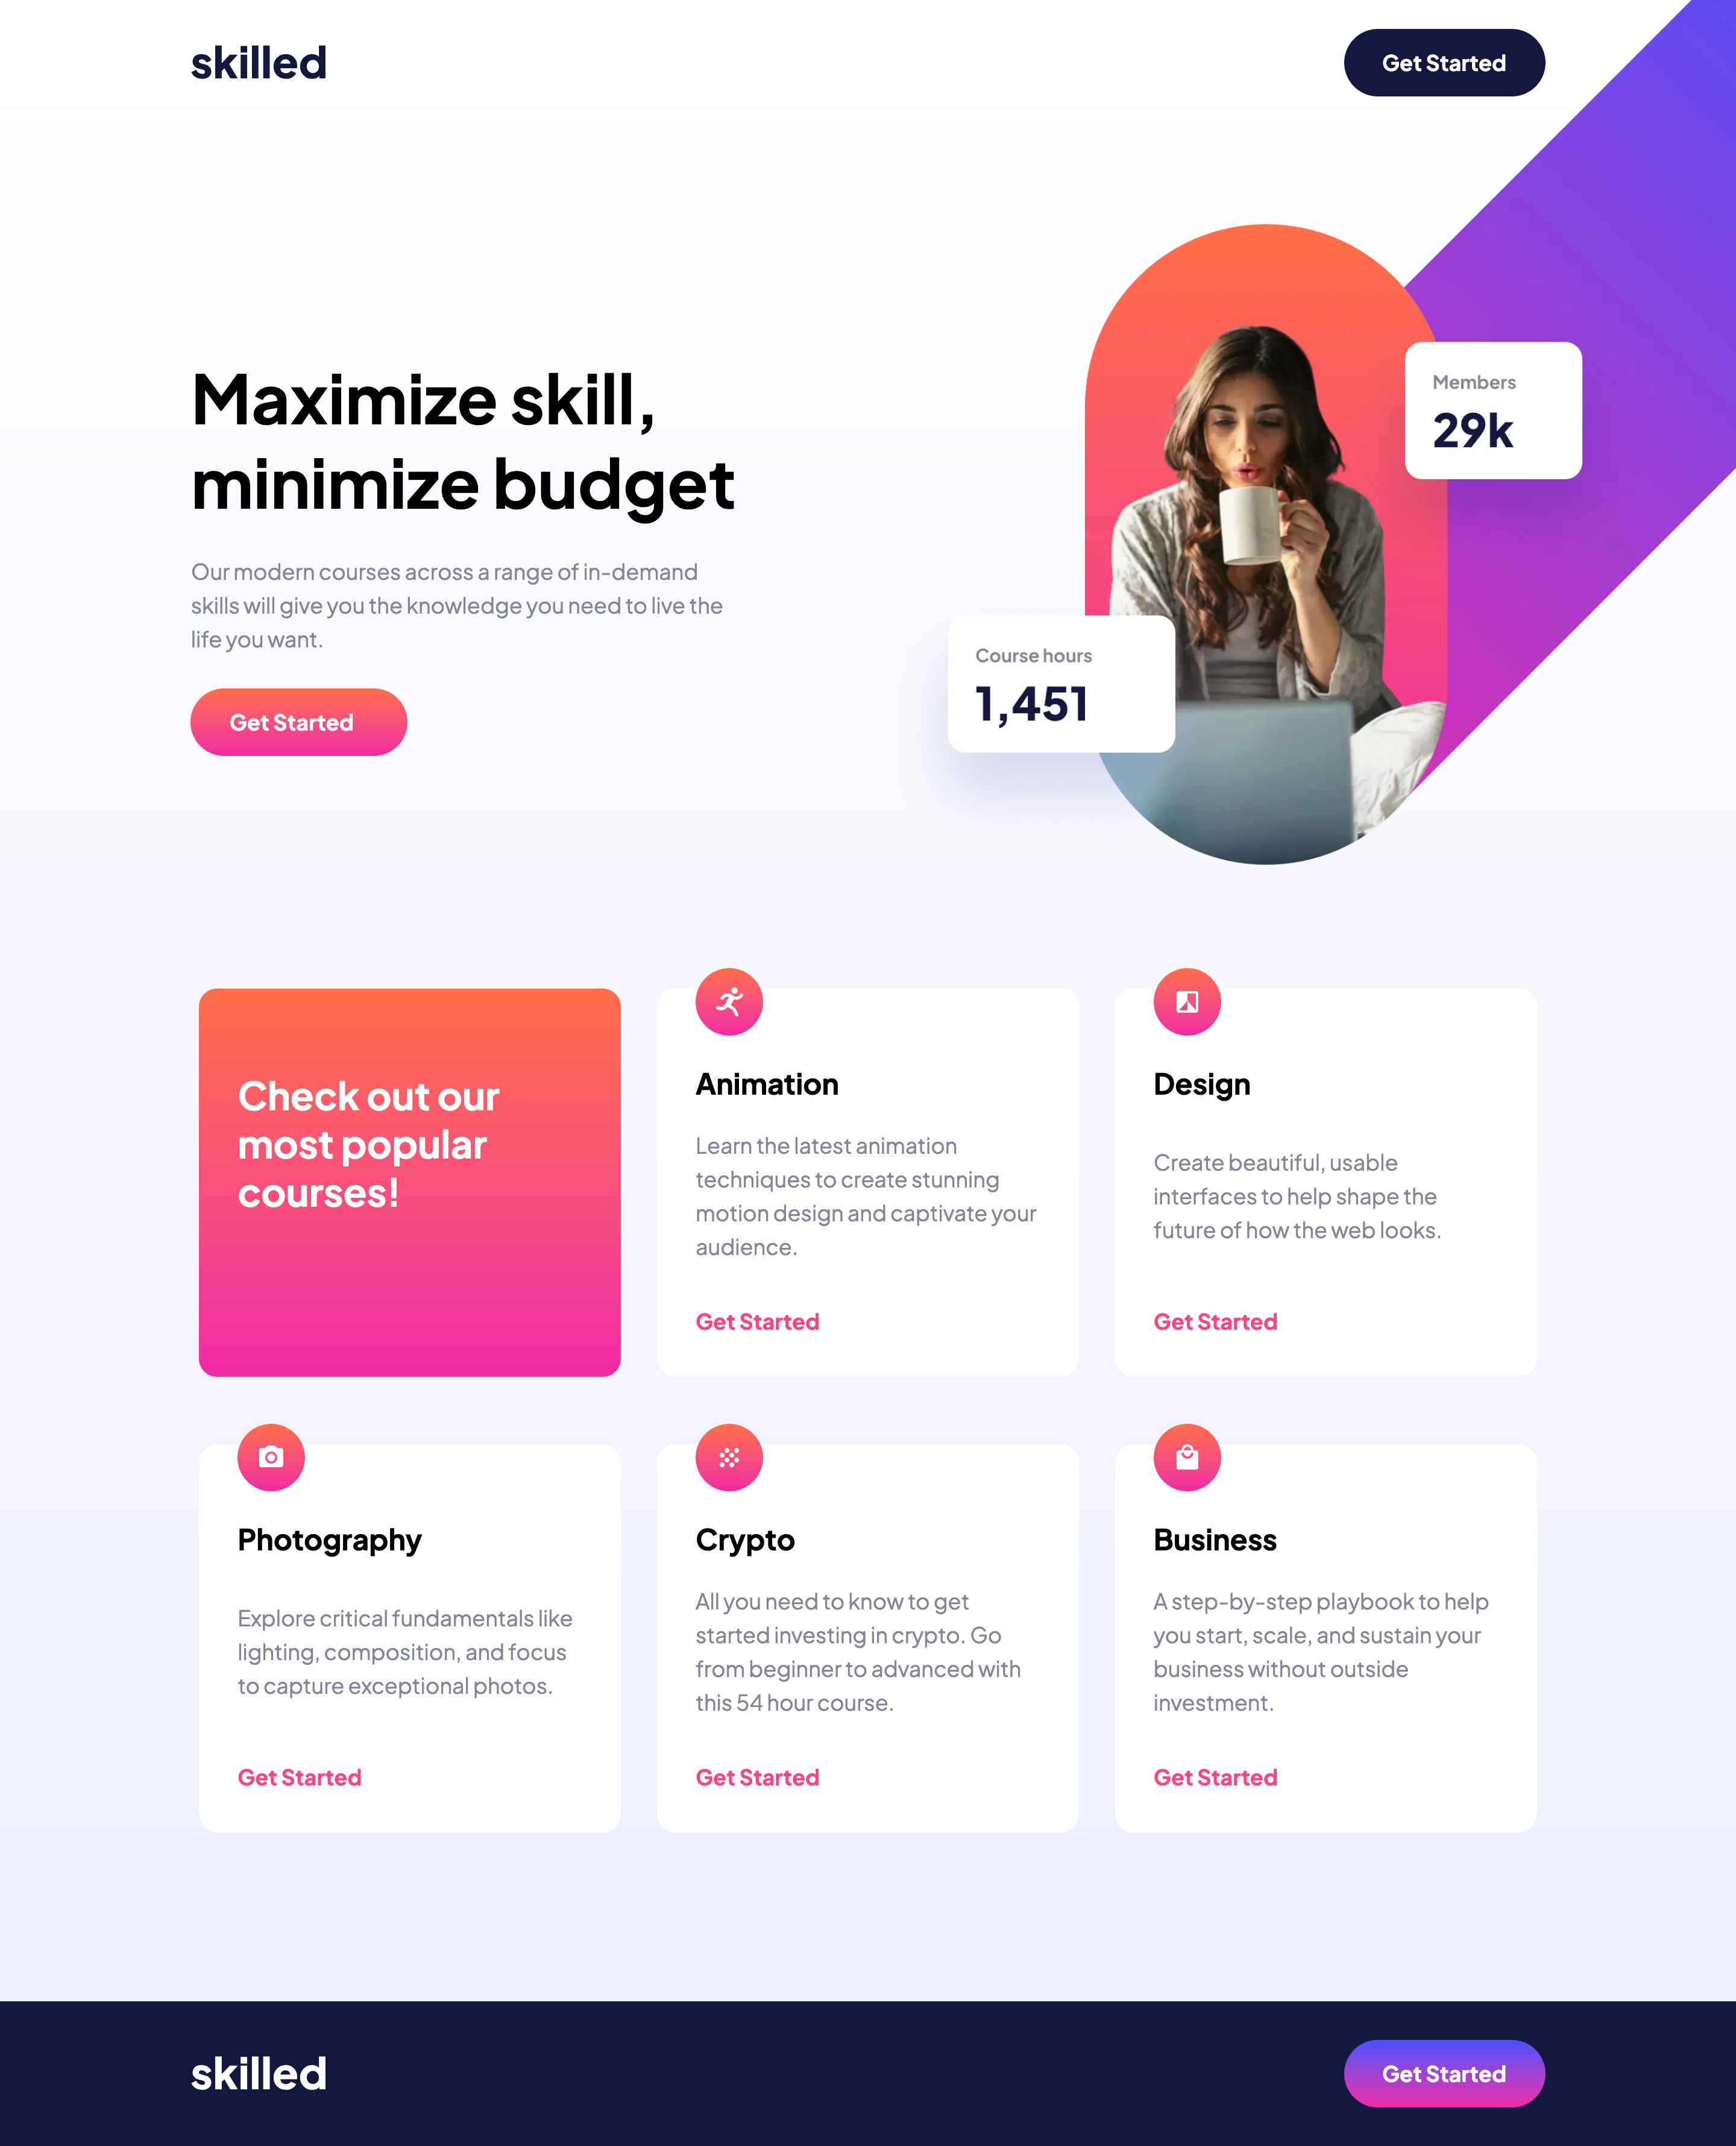 skilled
Get Started
Maximize skill,
minimize budget
Our modern courses across a range of in-demand
skills will give you the knowledge you need to live the
life you want.
Get Started
Members
29k
Course hours
1,451
Check out our
most popular
courses!
Animation
Learn the latest animation
techniques to create stunning
motion design and captivate your
audience.
Get Started
Design
Create beautiful, usable
interfaces to help shape the
future of how the web looks.
Get Started
Photography
Explore critical fundamentals like
lighting, composition, and focus
to capture exceptional photos.
Get Started
Crypto
All you need to know to get
started investing in crypto. Go
from beginner to advanced with
this 54 hour course.
Get Started
Business
A step-by-step playbook to help
you start, scale, and sustain your
business without outside
investment.
Get Started
skilled
Get Started